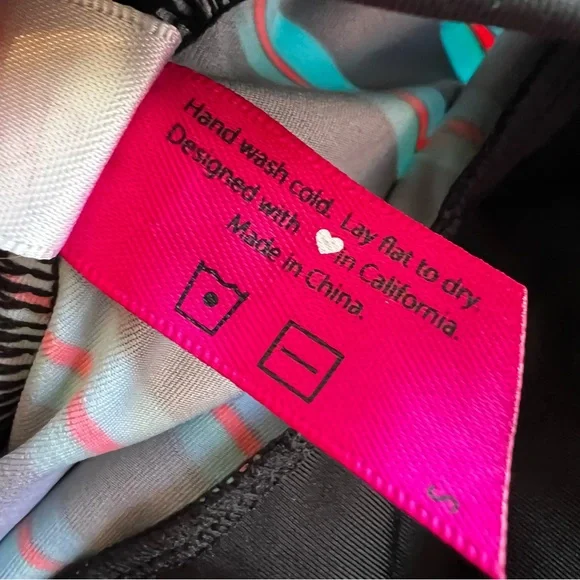 Hand wash cold. Lay flat to dry.
Designed with 🤍 in California.
Made in China.
S